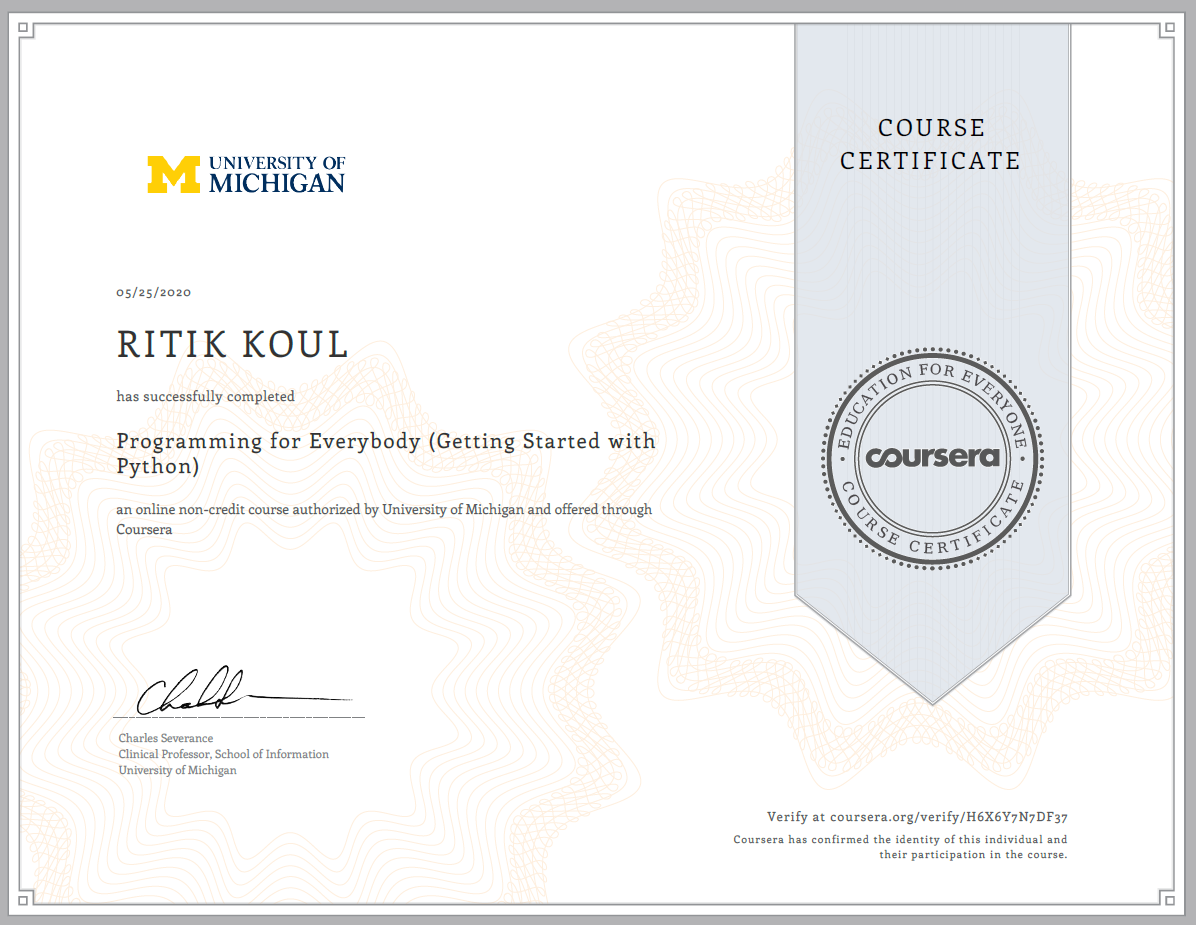 COURSE
CERTIFICATE
M UNIVERSITY OF
MICHIGAN
05/25/2020
RITIK KOUL
has successfully completed
Programming for Everybody (Getting Started with
Python)
an online non-credit course authorized by University of Michigan and offered through
Coursera
EDUCATION FOR EVERYONE
coursera
COURSE CERTIFICATE
Charles Severance
Clinical Professor, School of Information
University of Michigan
Verify at coursera.org/verify/H6X6Y7N7DF37
Coursera has confirmed the identity of this individual and
their participation in the course.